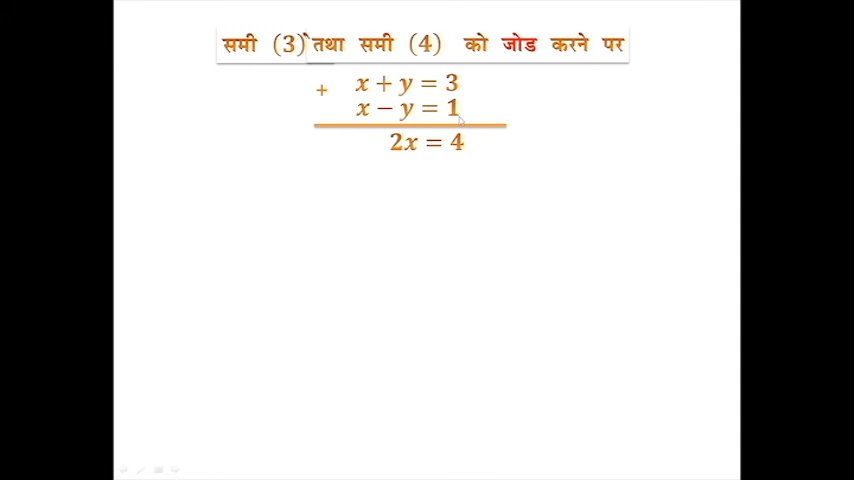 समी (3) तथा समी (4) को जोड करने पर
+ x + y = 3
x − y = 1
2x = 4